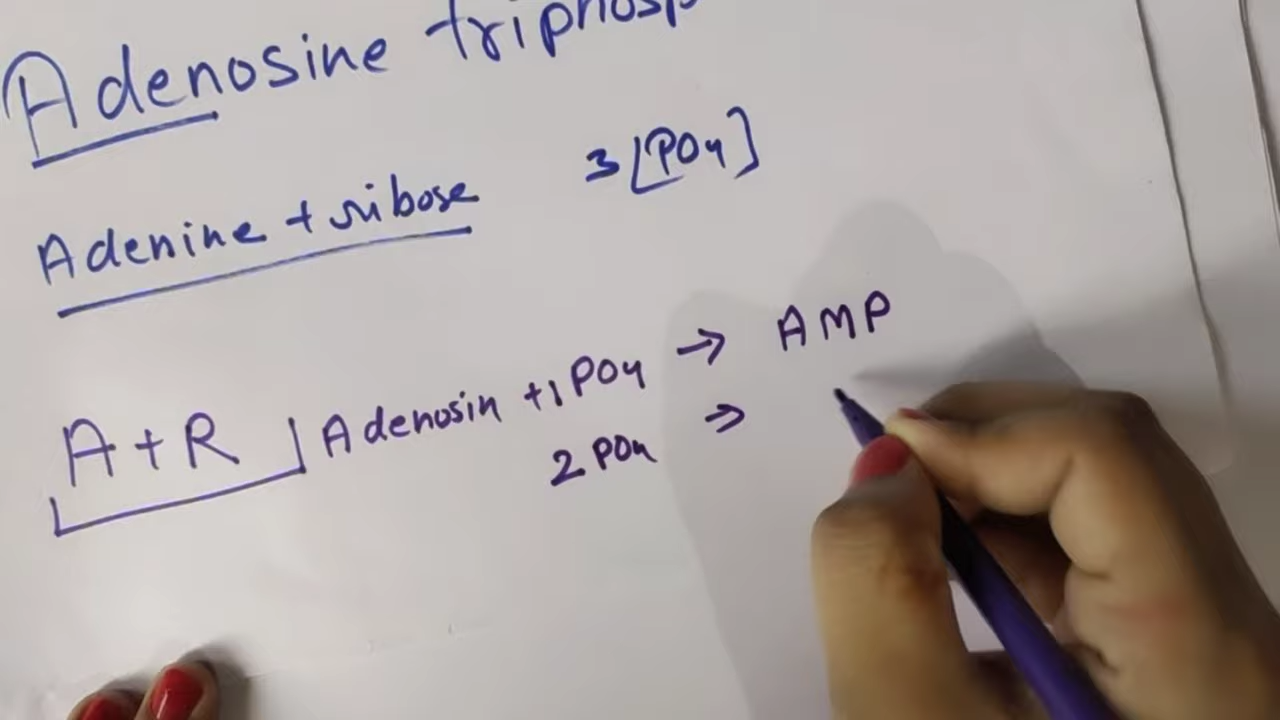 Adenosine triphosp
Adenine + ribose 3[PO4]
A + R Adenosin + 1 PO4 → AMP
2 PO4 →